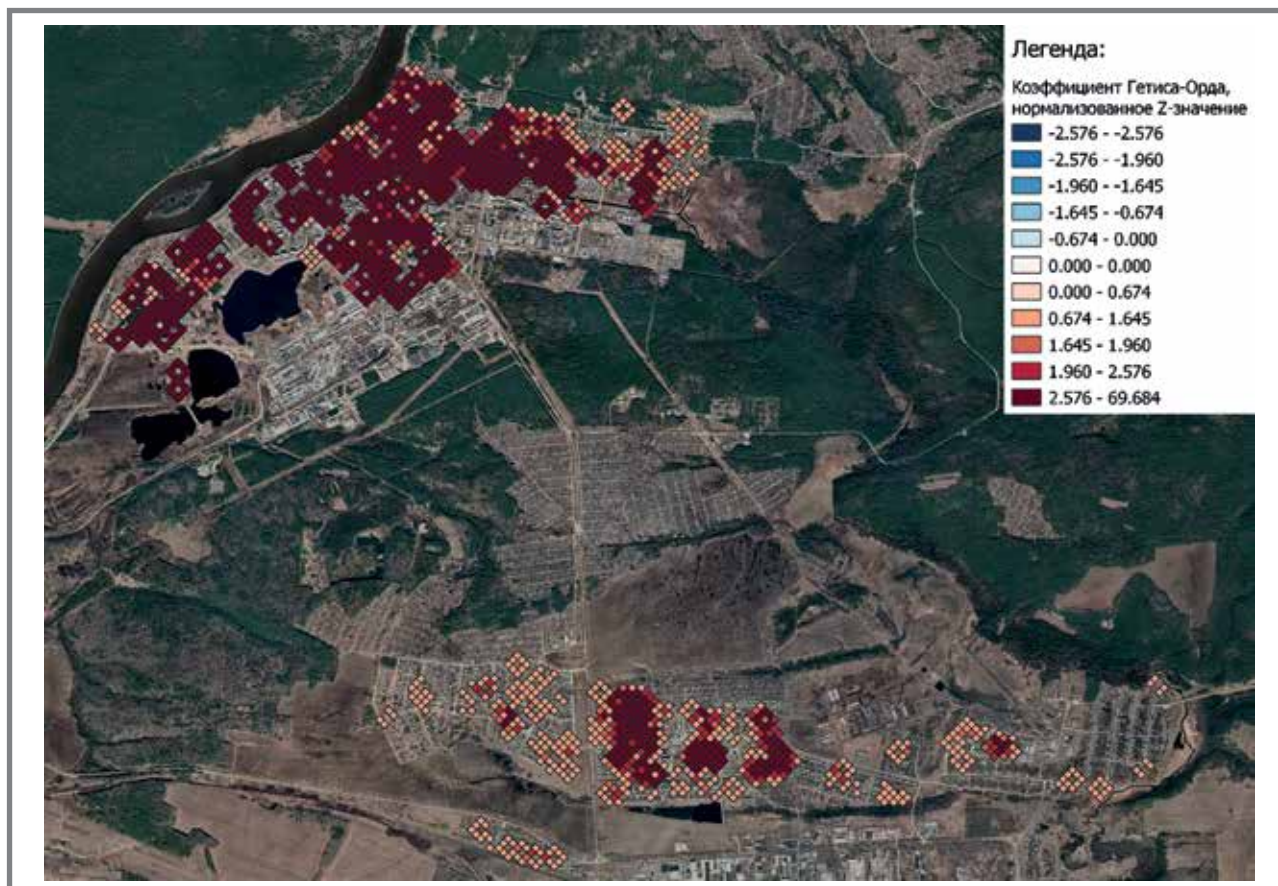 Легенда:
Коэффициент Гетиса-Орда,
нормализованное Z-значение
-2.576 - -2.576
-2.576 - -1.960
-1.960 - -1.645
-1.645 - -0.674
-0.674 - 0.000
0.000 - 0.000
0.000 - 0.674
0.674 - 1.645
1.645 - 1.960
1.960 - 2.576
2.576 - 69.684